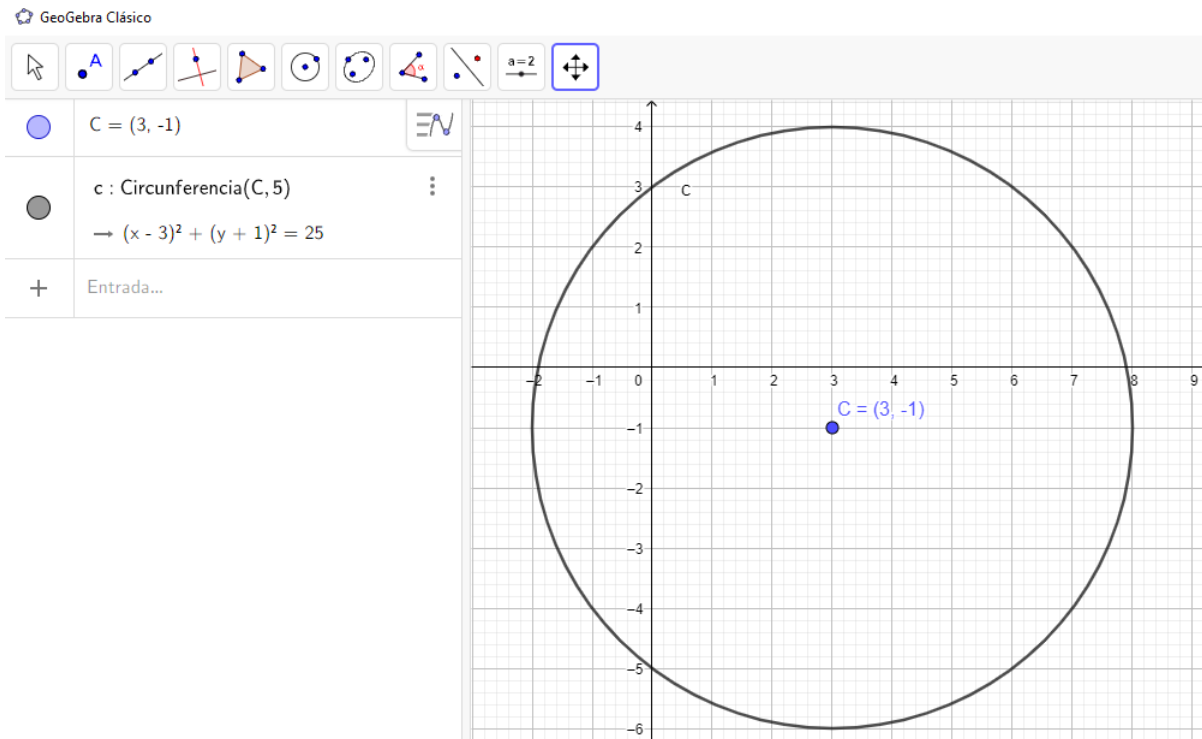 GeoGebra Clásico
A
α
a=2
C = (3, -1)
c : Circunferencia(C, 5)
→ (x - 3)² + (y + 1)² = 25
+
Entrada...
4
3
c
2
1
–2 –1 0 1 2 3 4 5 6 7 8 9
C = (3, -1)
–1
–2
–3
–4
–5
–6